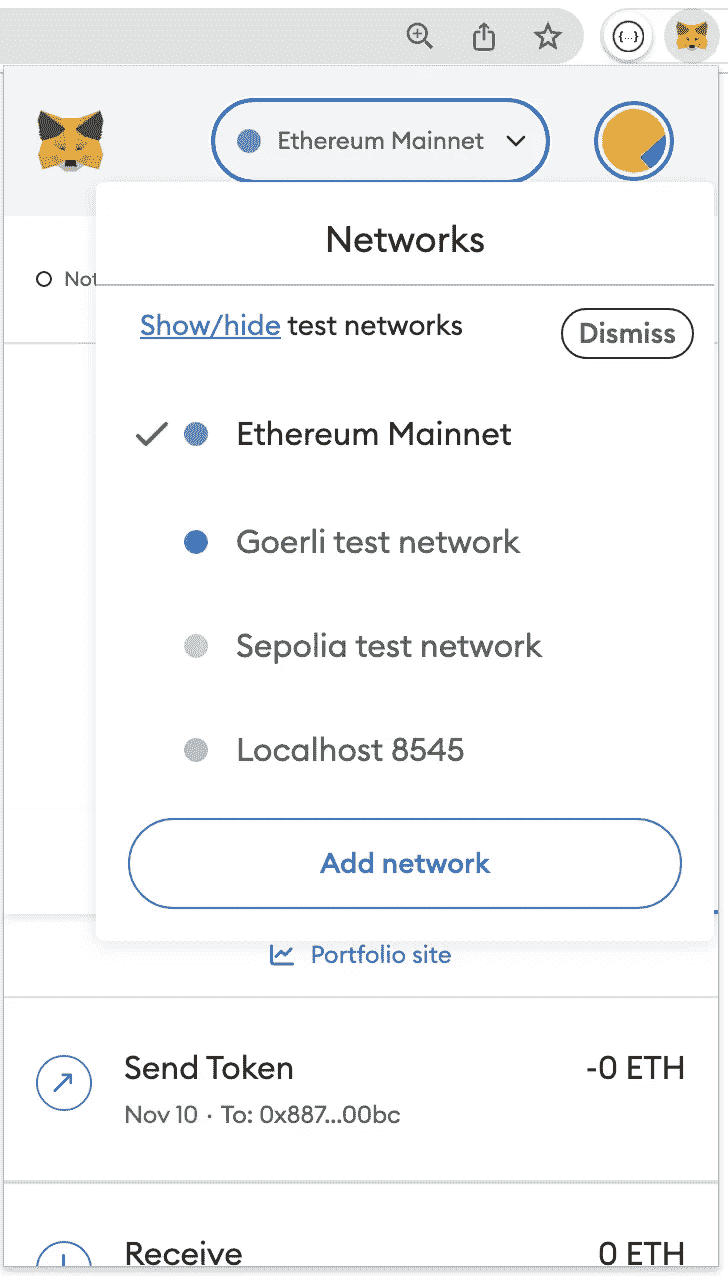 {...}
Ethereum Mainnet
Networks
Not
Show/hide test networks
Dismiss
Ethereum Mainnet
Goerli test network
Sepolia test network
Localhost 8545
Add network
Portfolio site
Send Token
-0 ETH
Nov 10 · To: 0x887...00bc
Receive
0 ETH